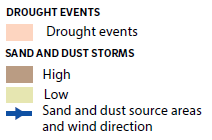 DROUGHT EVENTS
Drought events
SAND AND DUST STORMS
High
Low
Sand and dust source areas
and wind direction